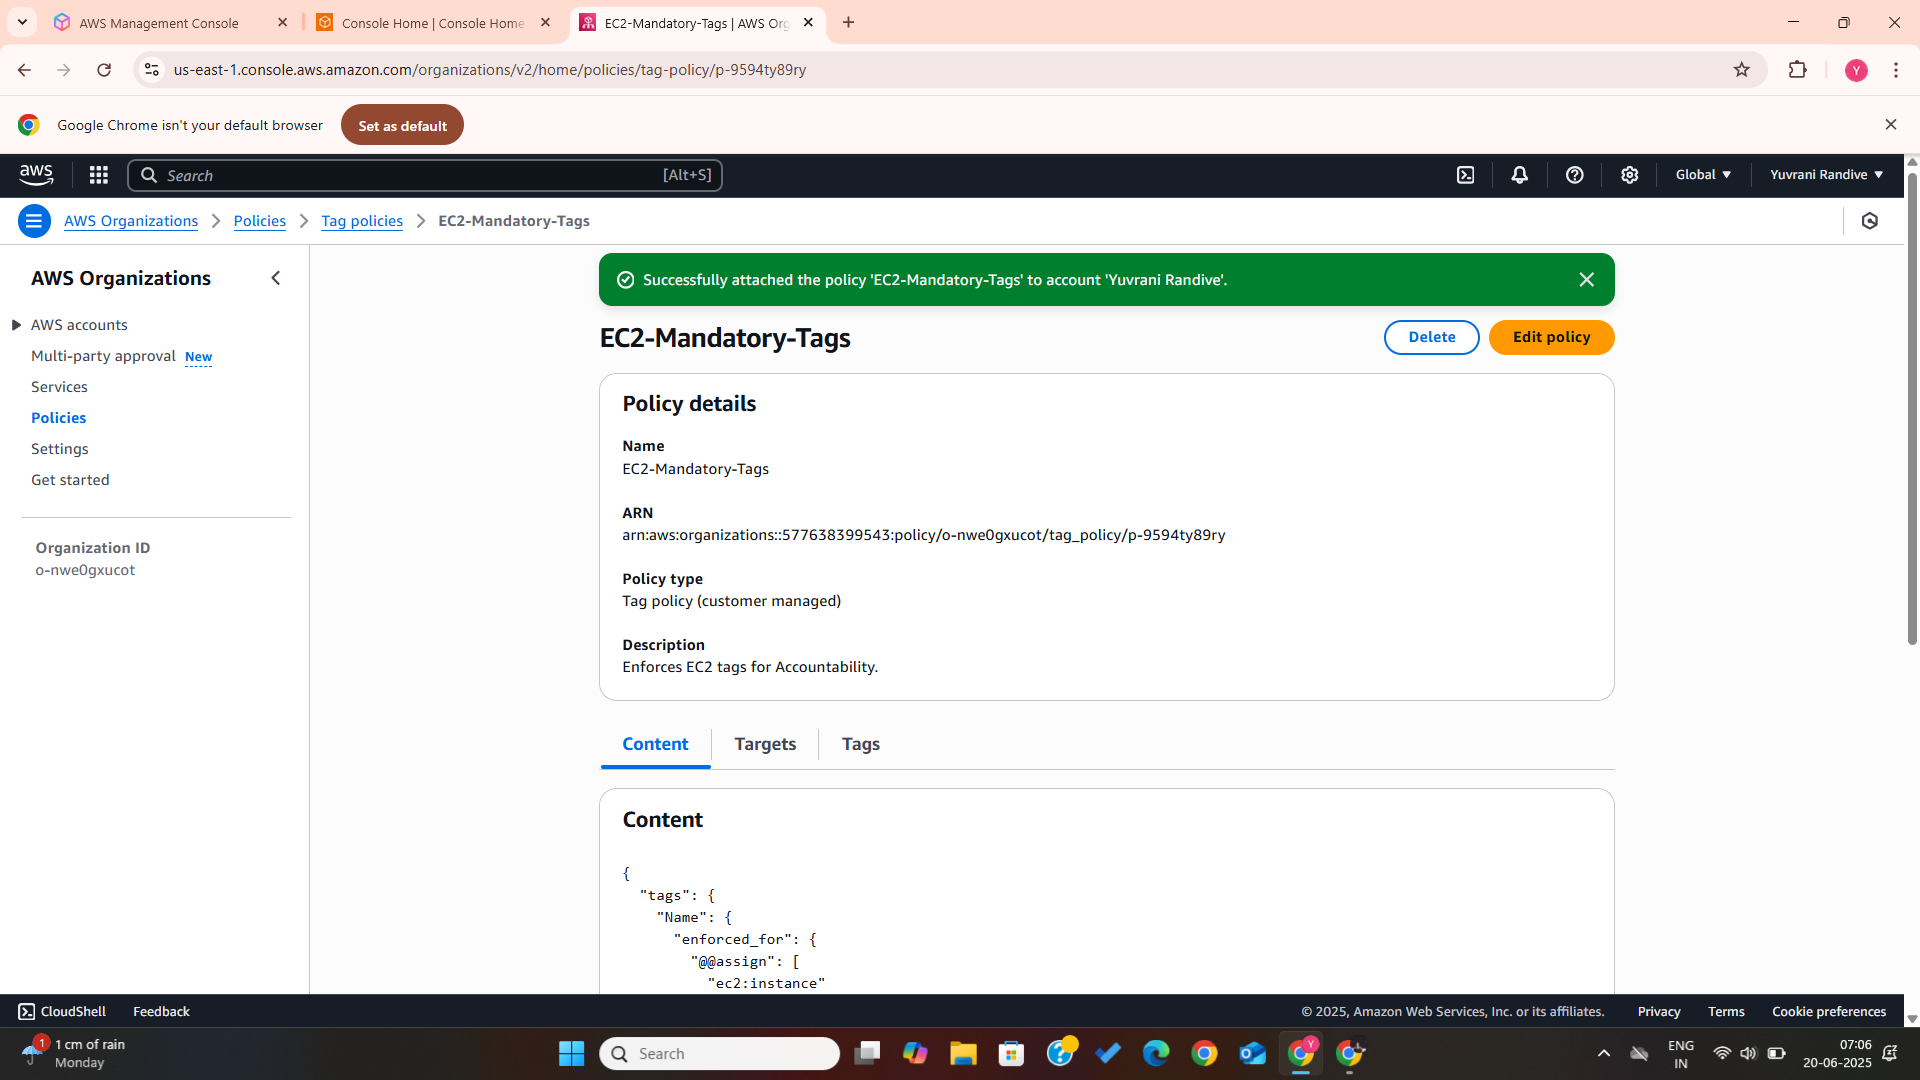 AWS Management Console
Console Home | Console Home
EC2-Mandatory-Tags | AWS Org
us-east-1.console.aws.amazon.com/organizations/v2/home/policies/tag-policy/p-9594ty89ry
Y
Google Chrome isn't your default browser
Set as default
aws
Search
[Alt+S]
Global
Yuvrani Randive
AWS Organizations
Policies
Tag policies
EC2-Mandatory-Tags
AWS Organizations
AWS accounts
Multi-party approval New
Services
Policies
Settings
Get started
Organization ID
o-nwe0gxucot
Successfully attached the policy 'EC2-Mandatory-Tags' to account 'Yuvrani Randive'.
EC2-Mandatory-Tags
Delete
Edit policy
Policy details
Name
EC2-Mandatory-Tags
ARN
arn:aws:organizations::577638399543:policy/o-nwe0gxucot/tag_policy/p-9594ty89ry
Policy type
Tag policy (customer managed)
Description
Enforces EC2 tags for Accountability.
Content
Targets
Tags
Content
{
"tags": {
"Name": {
"enforced_for": {
"@@assign": [
"ec2:instance"
CloudShell
Feedback
© 2025, Amazon Web Services, Inc. or its affiliates.
Privacy
Terms
Cookie preferences
1
1 cm of rain
Monday
Search
Y
ENG
IN
07:06
20-06-2025